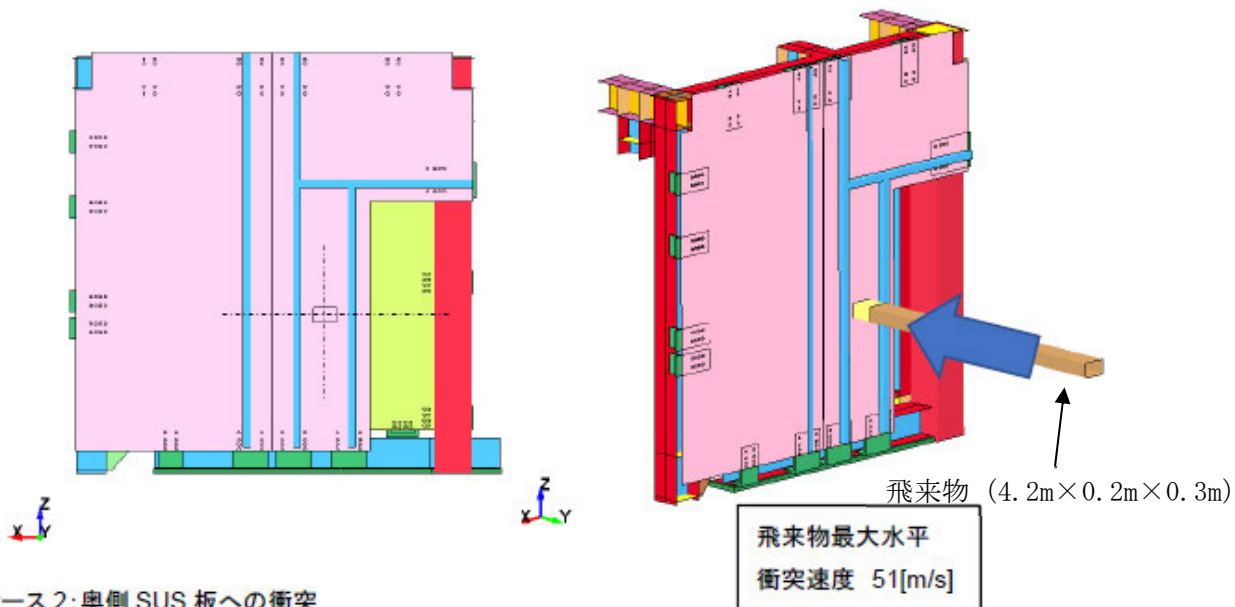 Z
X
Y
Z
X
Y
飛来物 (4.2m×0.2m×0.3m)
飛来物最大水平
衝突速度 51[m/s]
ース 2:奥側 SUS 板への衝突